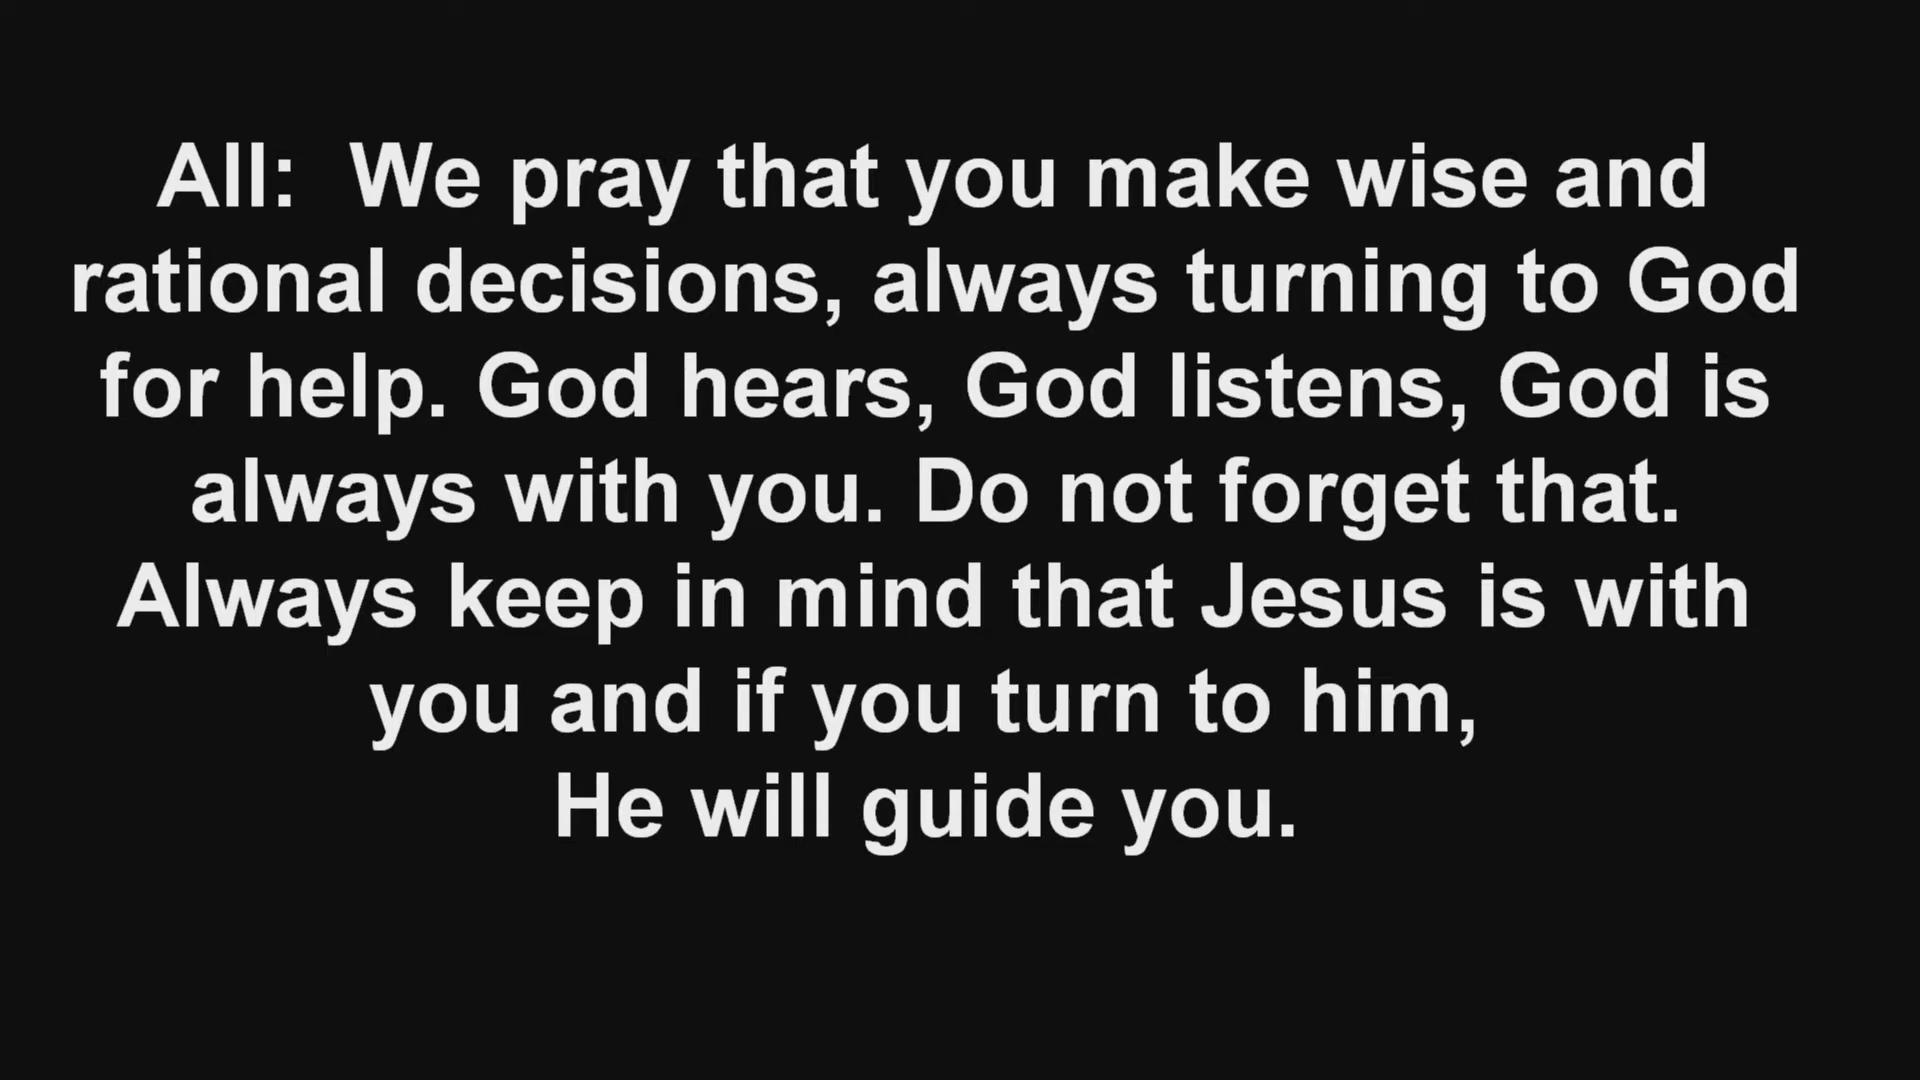 All:  We pray that you make wise and
rational decisions, always turning to God
for help. God hears, God listens, God is
always with you. Do not forget that.
Always keep in mind that Jesus is with
you and if you turn to him,
He will guide you.